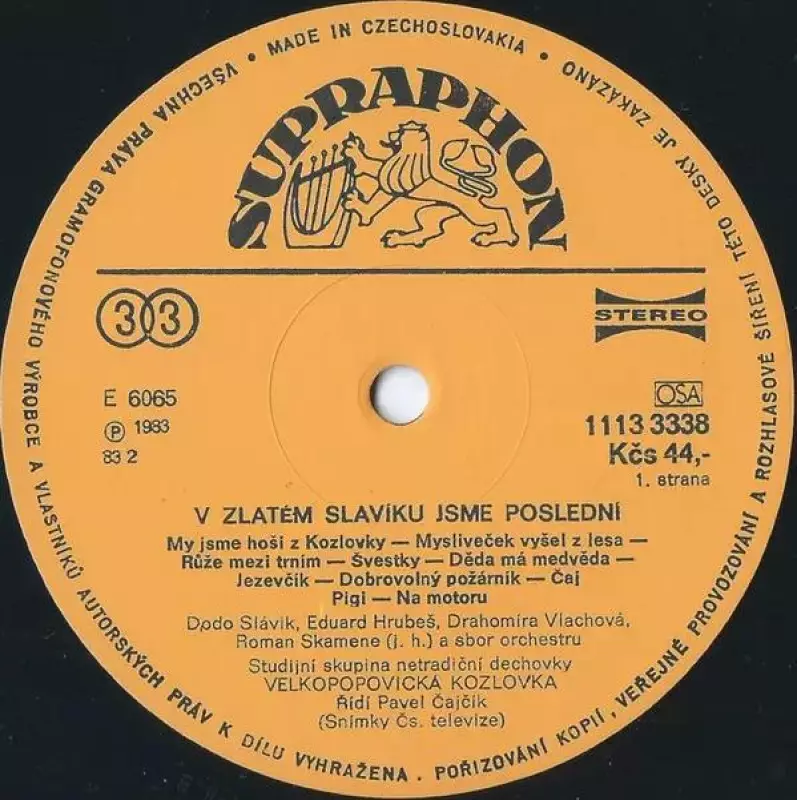 • MADE IN CZECHOSLOVAKIA •
VŠECHNA PRÁVA GRAMOFONOVÉHO VÝROBCE A VLASTNÍKŮ AUTORSKÝCH PRÁV K DÍLU VYHRAŽENA . POŘIZOVÁNÍ KOPIÍ, VEŘEJNÉ PROVOZOVÁNÍ A ROZHLASOVÉ ŠÍŘENÍ TÉTO DESKY JE ZAKÁZÁNO
SUPRAPHON
33
STEREO
E 6065
Ⓟ 1983
83 2
OSA
1113 3338
Kčs 44,-
1. strana
V ZLATÉM SLAVÍKU JSME POSLEDNÍ
My jsme hoši z Kozlovky — Mysliveček vyšel z lesa —
Růže mezi trním — Švestky — Děda má medvěda —
Jezevčík — Dobrovolný požárník — Čaj
Pigi — Na motoru
Dodo Slávik, Eduard Hrubeš, Drahomíra Vlachová,
Roman Skamene (j. h.) a sbor orchestru
Studijní skupina netradiční dechovky
VELKOPOPOVICKÁ KOZLOVKA
Řídí Pavel Čajčík
(Snímky Čs. televize)